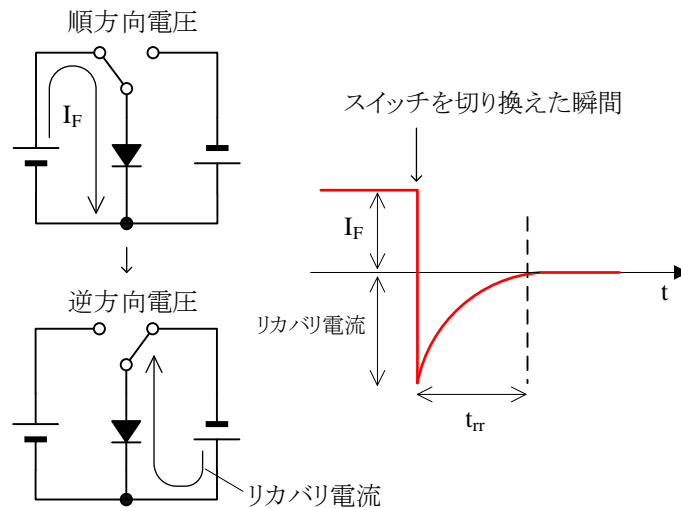 順方向電圧
I_F
逆方向電圧
リカバリ電流
スイッチを切り換えた瞬間
I_F
t
リカバリ電流
t_rr